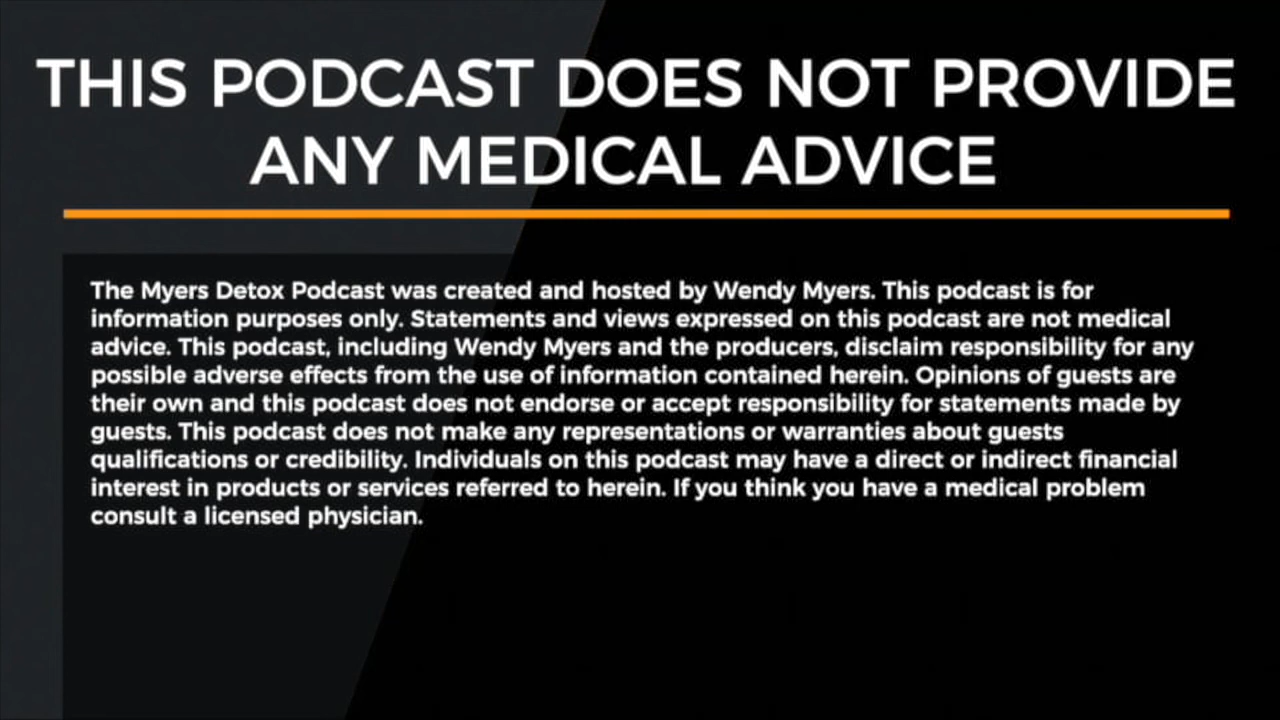 THIS PODCAST DOES NOT PROVIDE
ANY MEDICAL ADVICE
The Myers Detox Podcast was created and hosted by Wendy Myers. This podcast is for
information purposes only. Statements and views expressed on this podcast are not medical
advice. This podcast, including Wendy Myers and the producers, disclaim responsibility for any
possible adverse effects from the use of information contained herein. Opinions of guests are
their own and this podcast does not endorse or accept responsibility for statements made by
guests. This podcast does not make any representations or warranties about guests
qualifications or credibility. Individuals on this podcast may have a direct or indirect financial
interest in products or services referred to herein. If you think you have a medical problem
consult a licensed physician.